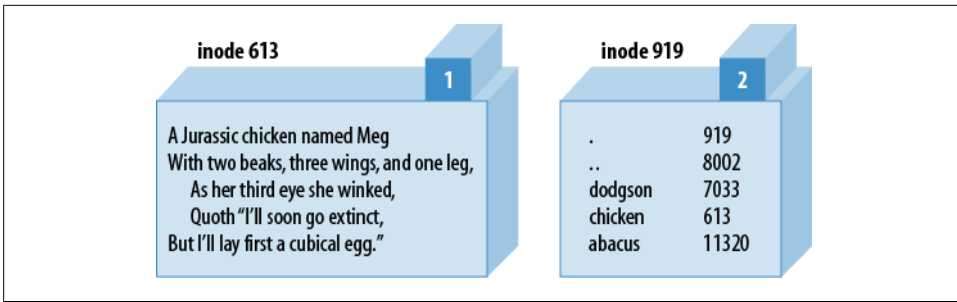 inode 613
1
A Jurassic chicken named Meg
With two beaks, three wings, and one leg,
As her third eye she winked,
Quoth “I’ll soon go extinct,
But I’ll lay first a cubical egg.”
inode 919
2
. 919
.. 8002
dodgson 7033
chicken 613
abacus 11320